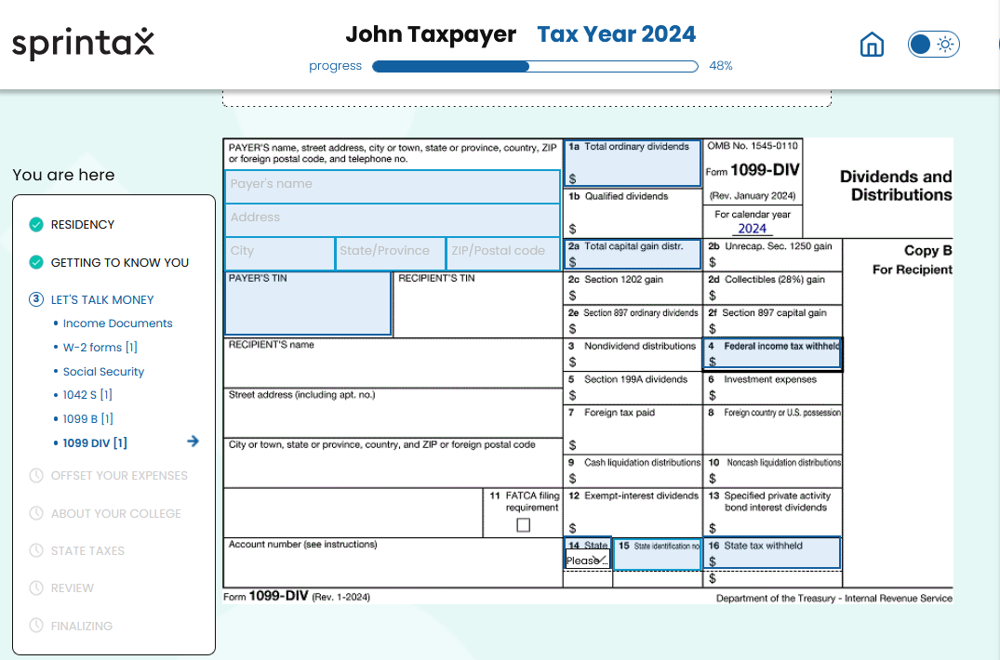 sprintax
John Taxpayer Tax Year 2024
progress 48%
You are here
RESIDENCY
GETTING TO KNOW YOU
3 LET'S TALK MONEY
• Income Documents
• W-2 forms [1]
• Social Security
• 1042 S [1]
• 1099 B [1]
• 1099 DIV [1]
OFFSET YOUR EXPENSES
ABOUT YOUR COLLEGE
STATE TAXES
REVIEW
FINALIZING
PAYER'S name, street address, city or town, state or province, country, ZIP
or foreign postal code, and telephone no.
Payer's name
Address
City State/Province ZIP/Postal code
PAYER'S TIN RECIPIENT'S TIN
RECIPIENT'S name
Street address (including apt. no.)
City or town, state or province, country, and ZIP or foreign postal code
11 FATCA filing
requirement
Account number (see instructions)
1a Total ordinary dividends
$
1b Qualified dividends
$
OMB No. 1545-0110
Form 1099-DIV
(Rev. January 2024)
For calendar year
2024
Dividends and
Distributions
2a Total capital gain distr.
$
2b Unrecap. Sec. 1250 gain
$
Copy B
For Recipient
2c Section 1202 gain
$
2d Collectibles (28%) gain
$
2e Section 897 ordinary dividends
$
2f Section 897 capital gain
$
3 Nondividend distributions
$
4 Federal income tax withheld
$
5 Section 199A dividends
$
6 Investment expenses
$
7 Foreign tax paid
$
8 Foreign country or U.S. possession
9 Cash liquidation distributions
$
10 Noncash liquidation distributions
$
12 Exempt-interest dividends
$
13 Specified private activity
bond interest dividends
$
14 State
Please...
15 State identification no
16 State tax withheld
$
$
Form 1099-DIV (Rev. 1-2024)
Department of the Treasury - Internal Revenue Service